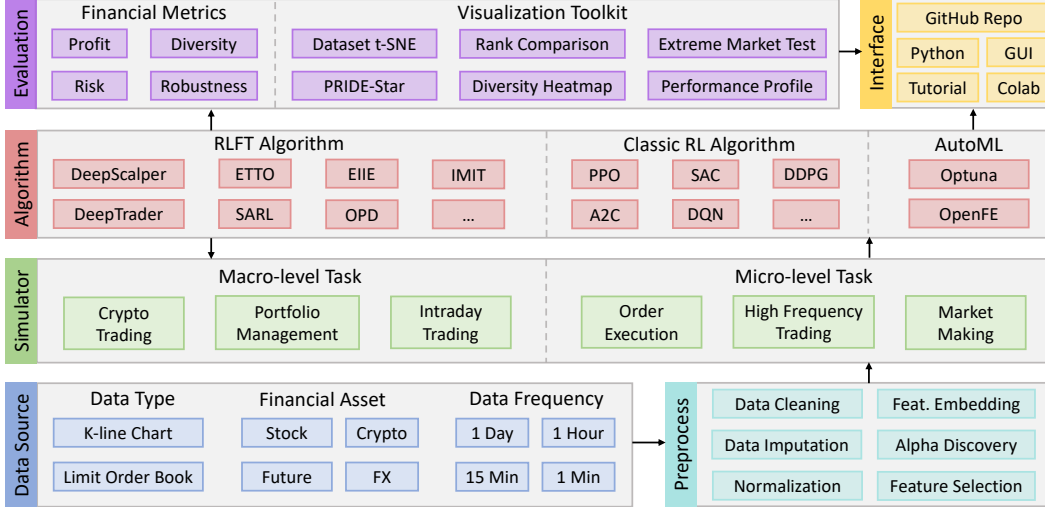 Evaluation
Financial Metrics
Profit
Diversity
Risk
Robustness
Visualization Toolkit
Dataset t-SNE
Rank Comparison
Extreme Market Test
PRIDE-Star
Diversity Heatmap
Performance Profile
Interface
GitHub Repo
Python
GUI
Tutorial
Colab
Algorithm
RLFT Algorithm
DeepScalper
ETTO
EIIE
IMIT
DeepTrader
SARL
OPD
...
Classic RL Algorithm
PPO
SAC
DDPG
A2C
DQN
...
AutoML
Optuna
OpenFE
Simulator
Macro-level Task
Crypto
Trading
Portfolio
Management
Intraday
Trading
Micro-level Task
Order
Execution
High Frequency
Trading
Market
Making
Data Source
Data Type
K-line Chart
Limit Order Book
Financial Asset
Stock
Crypto
Future
FX
Data Frequency
1 Day
1 Hour
15 Min
1 Min
Preprocess
Data Cleaning
Feat. Embedding
Data Imputation
Alpha Discovery
Normalization
Feature Selection